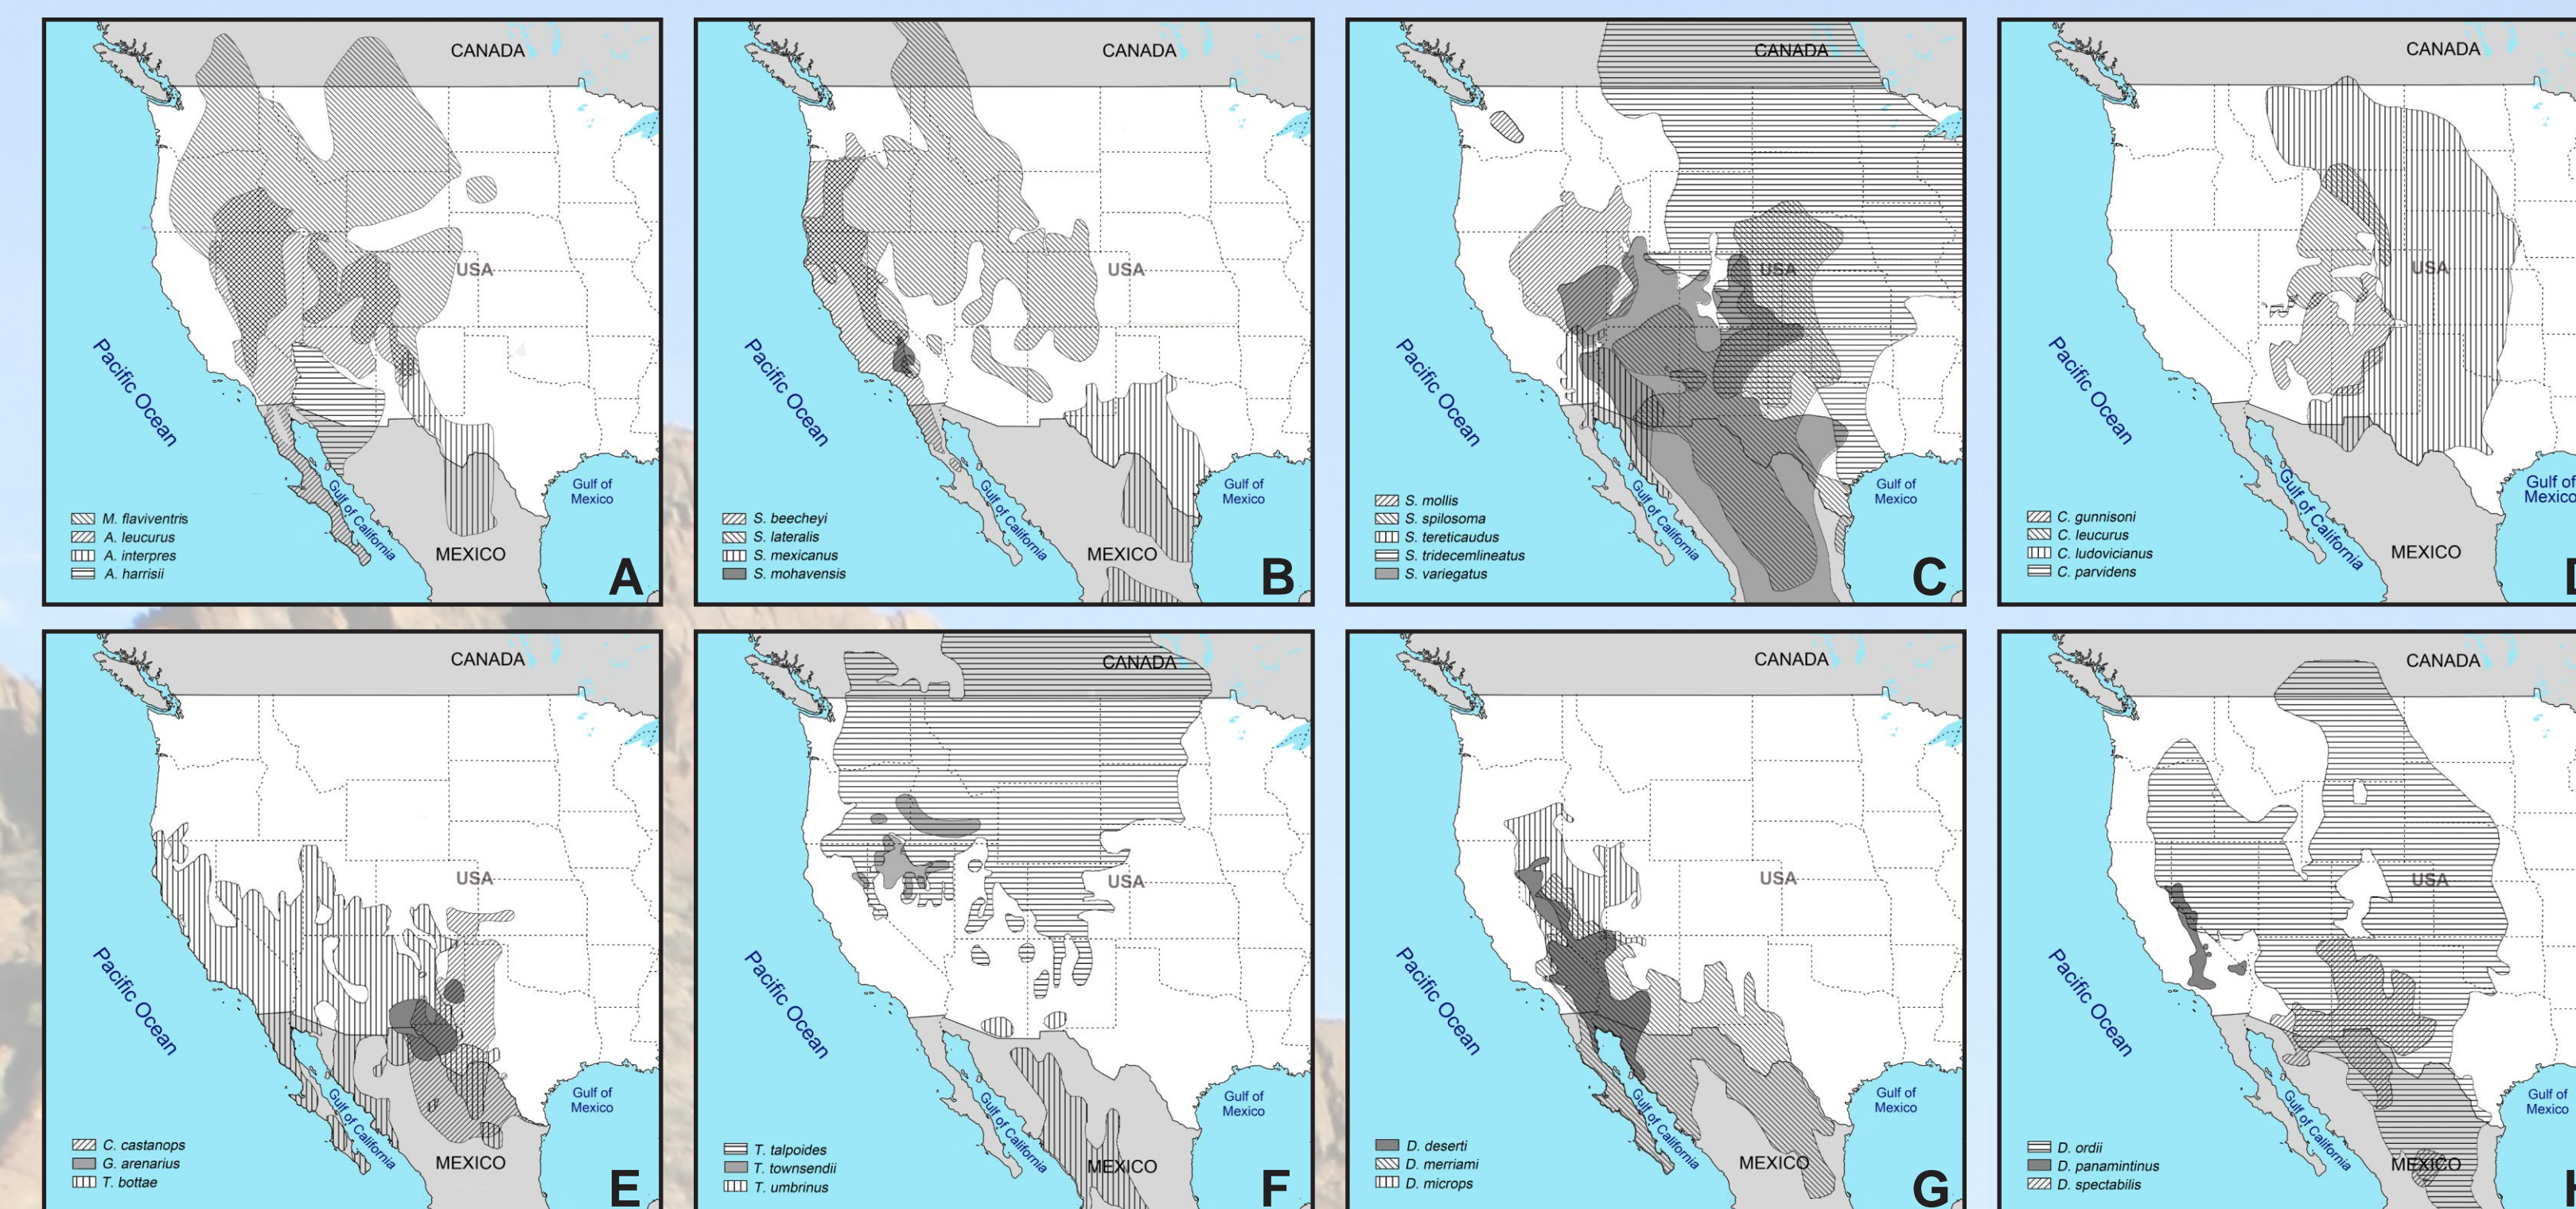 CANADA
USA
Pacific Ocean
Gulf of California
Gulf of
Mexico
MEXICO
M. flaviventris
A. leucurus
A. interpres
A. harrisii
A
CANADA
USA
Pacific Ocean
Gulf of California
Gulf of
Mexico
MEXICO
S. beecheyi
S. lateralis
S. mexicanus
S. mohavensis
B
CANADA
USA
Pacific Ocean
Gulf of California
Gulf of
Mexico
S. mollis
S. spilosoma
S. tereticaudus
S. tridecemlineatus
S. variegatus
C
CANADA
USA
Pacific Ocean
Gulf of California
Gulf of
Mexico
MEXICO
C. gunnisoni
C. leucurus
C. ludovicianus
C. parvidens
CANADA
USA
Pacific Ocean
Gulf of California
Gulf of
Mexico
MEXICO
C. castanops
G. arenarius
T. bottae
E
CANADA
USA
Pacific Ocean
Gulf of California
Gulf of
Mexico
MEXICO
T. talpoides
T. townsendii
T. umbrinus
F
CANADA
USA
Pacific Ocean
Gulf of California
Gulf of
Mexico
MEXICO
D. deserti
D. merriami
D. microps
G
CANADA
USA
Pacific Ocean
Gulf of California
Gulf of
Mexico
MEXICO
D. ordii
D. panamintinus
D. spectabilis